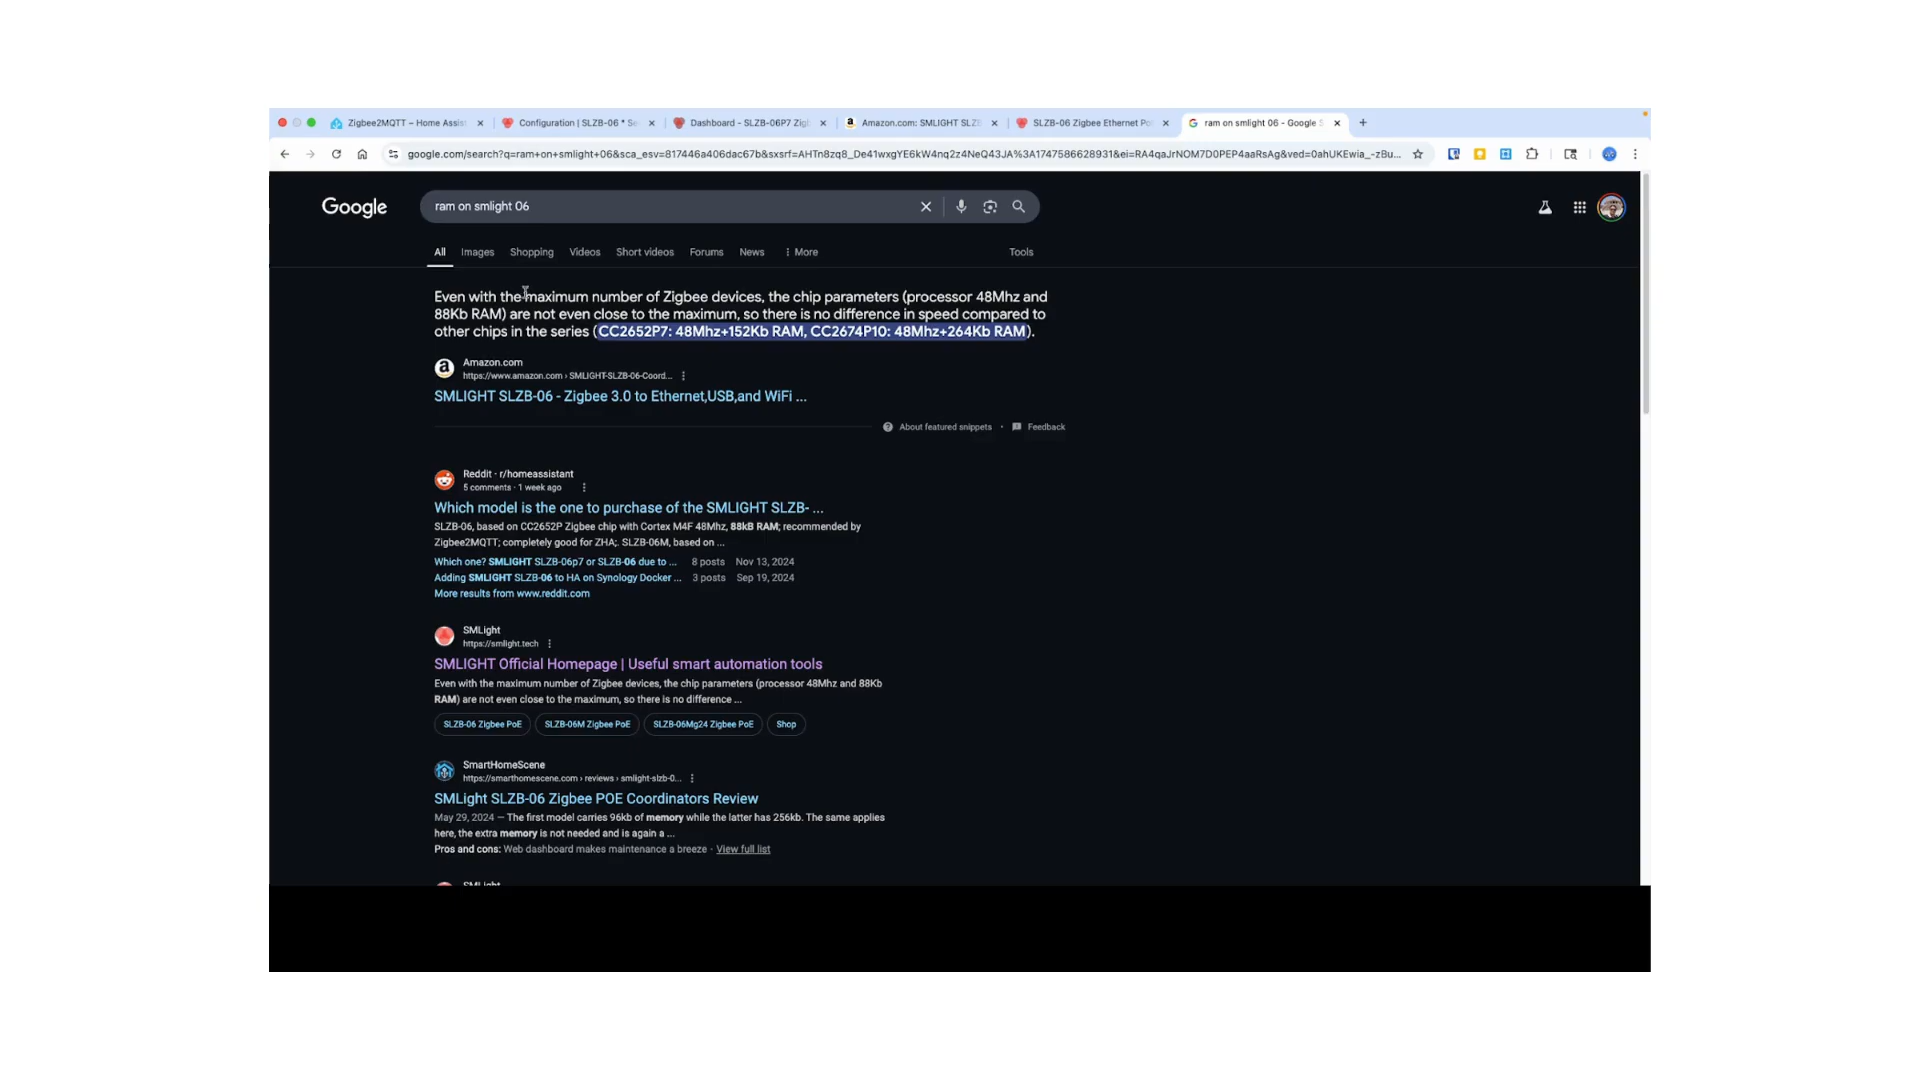 Zigbee2MQTT – Home Assis
Configuration | SLZB-06 * Se
Dashboard - SLZB-06P7 Zig
Amazon.com: SMLIGHT SLZ
SLZB-06 Zigbee Ethernet Po
ram on smlight 06 - Google S
google.com/search?q=ram+on+smlight+06&sca_esv=817446a406dac67b&sxsrf=AHTn8zq8_De41wxgYE6kW4nq2z4NeQ43JA%3A1747586628931&ei=RA4qaJrNOM7D0PEP4aaRsAg&ved=0ahUKEwia_-zBu...
Google
ram on smlight 06
All Images Shopping Videos Short videos Forums News More Tools
Even with the maximum number of Zigbee devices, the chip parameters (processor 48Mhz and
88Kb RAM) are not even close to the maximum, so there is no difference in speed compared to
other chips in the series (CC2652P7: 48Mhz+152Kb RAM, CC2674P10: 48Mhz+264Kb RAM).
Amazon.com
https://www.amazon.com › SMLIGHT-SLZB-06-Coord...
SMLIGHT SLZB-06 - Zigbee 3.0 to Ethernet,USB,and WiFi ...
About featured snippets • Feedback
Reddit · r/homeassistant
5 comments · 1 week ago
Which model is the one to purchase of the SMLIGHT SLZB- ...
SLZB-06, based on CC2652P Zigbee chip with Cortex M4F 48Mhz, 88kB RAM; recommended by
Zigbee2MQTT; completely good for ZHA;. SLZB-06M, based on ...
Which one? SMLIGHT SLZB-06p7 or SLZB-06 due to ... 8 posts Nov 13, 2024
Adding SMLIGHT SLZB-06 to HA on Synology Docker ... 3 posts Sep 19, 2024
More results from www.reddit.com
SMLight
https://smlight.tech
SMLIGHT Official Homepage | Useful smart automation tools
Even with the maximum number of Zigbee devices, the chip parameters (processor 48Mhz and 88Kb
RAM) are not even close to the maximum, so there is no difference ...
SLZB-06 Zigbee PoE SLZB-06M Zigbee PoE SLZB-06Mg24 Zigbee PoE Shop
SmartHomeScene
https://smarthomescene.com › reviews › smlight-slzb-0...
SMLight SLZB-06 Zigbee POE Coordinators Review
May 29, 2024 — The first model carries 96kb of memory while the latter has 256kb. The same applies
here, the extra memory is not needed and is again a ...
Pros and cons: Web dashboard makes maintenance a breeze · View full list
SMLight